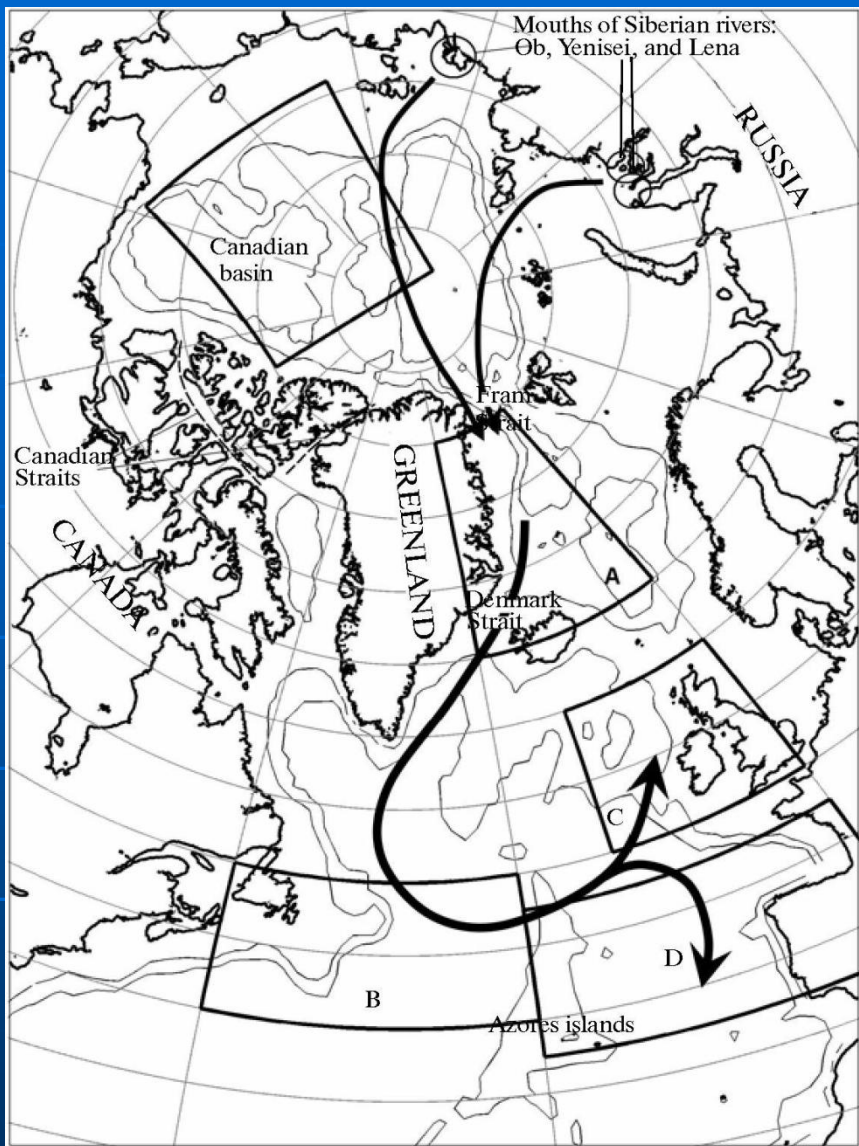 Mouths of Siberian rivers:
Ob, Yenisei, and Lena
RUSSIA
Canadian
basin
Fram
Strait
Canadian
Straits
GREENLAND
CANADA
A
Denmark
Strait
C
D
B
Azores islands